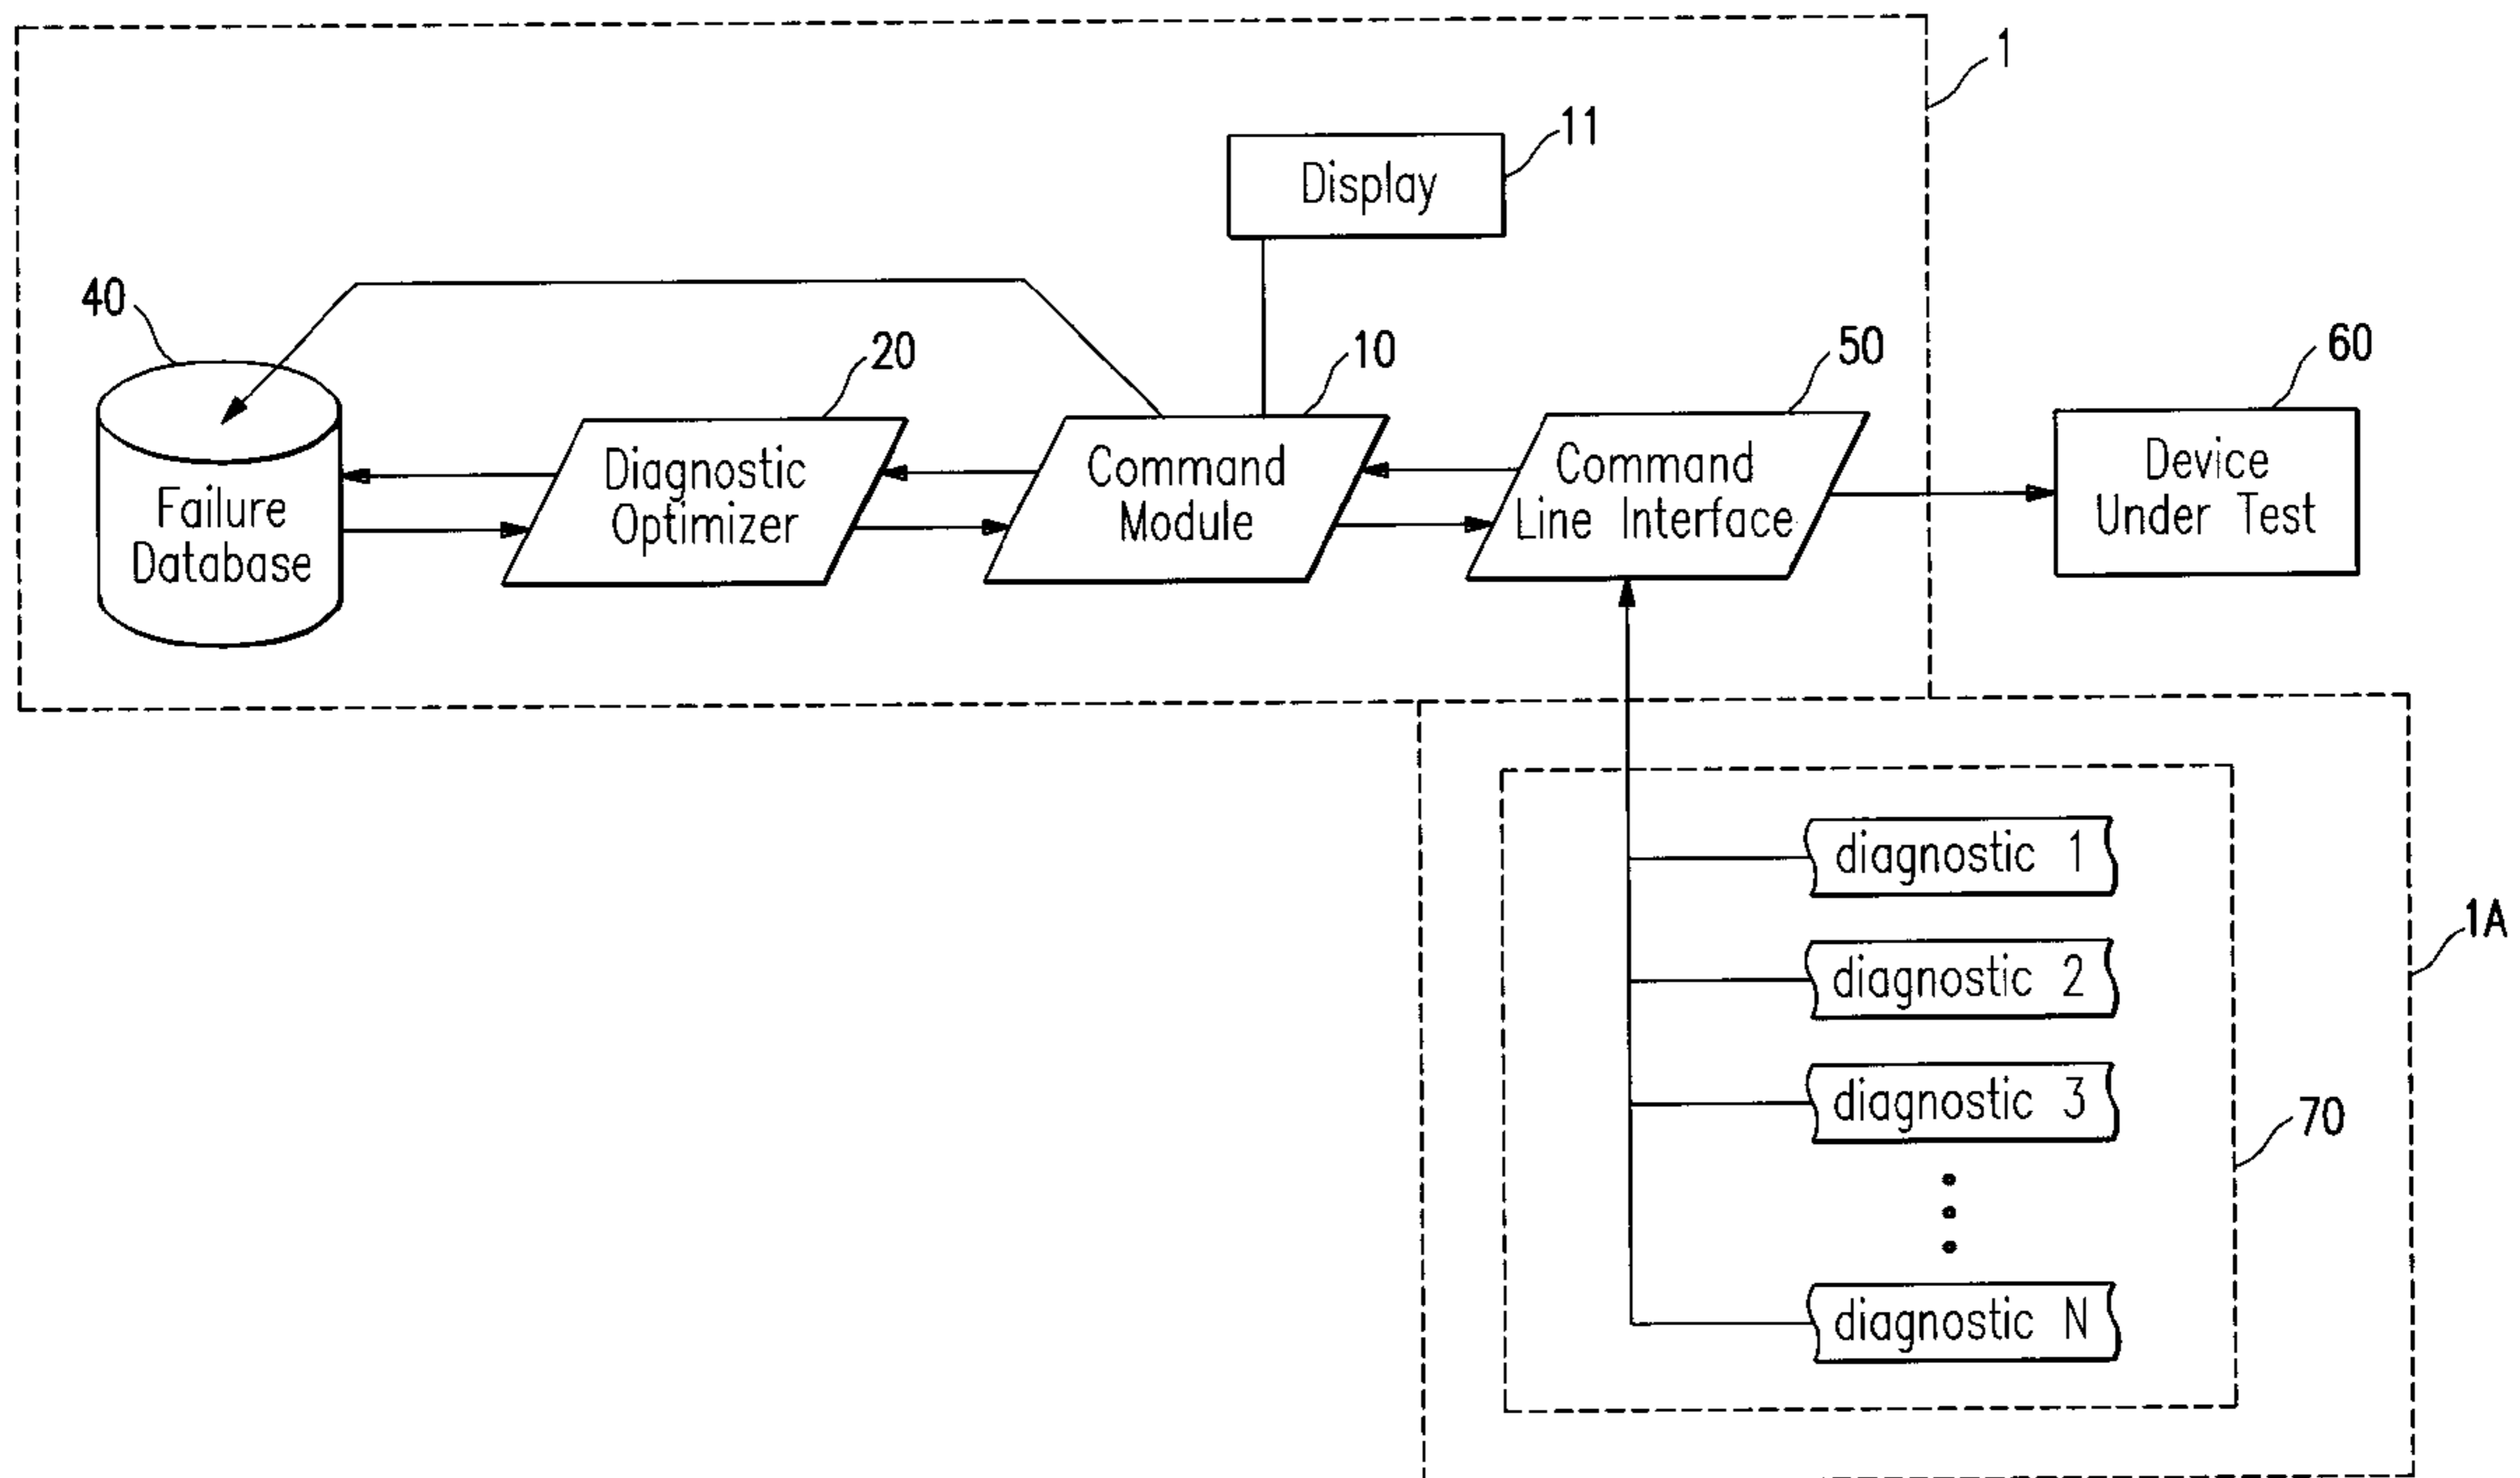 1
11
Display
40
20
10
50
60
Failure
Database
Diagnostic
Optimizer
Command
Module
Command
Line Interface
Device
Under Test
diagnostic 1
1A
diagnostic 2
diagnostic 3
70
diagnostic N